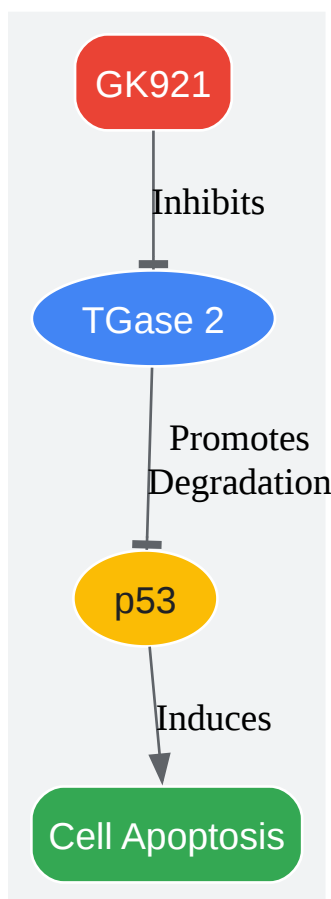 GK921
Inhibits
TGase 2
Promotes
Degradation
p53
Induces
Cell Apoptosis